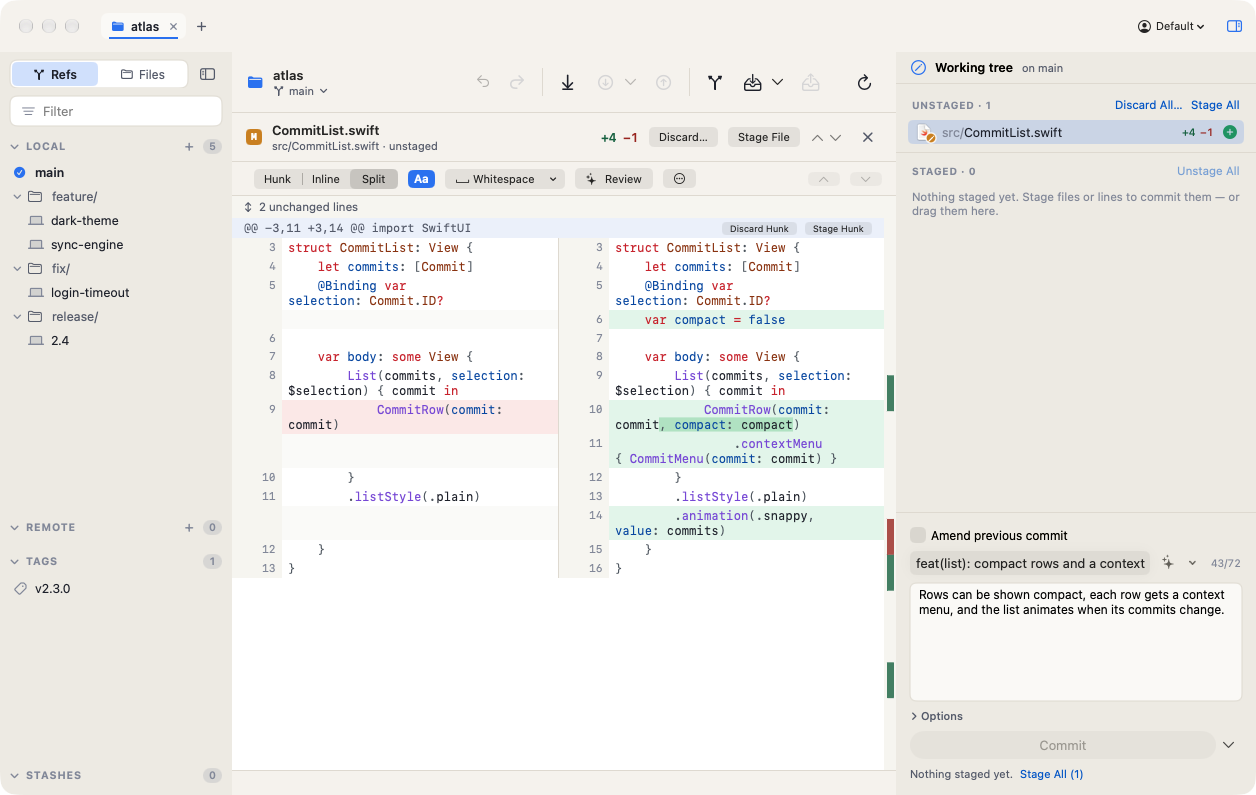 atlas
Default
Refs
Files
Filter
LOCAL
5
main
feature/
dark-theme
sync-engine
fix/
login-timeout
release/
2.4
REMOTE
0
TAGS
1
v2.3.0
STASHES
0
atlas
main
M
CommitList.swift
src/CommitList.swift · unstaged
+4 −1
Discard...
Stage File
Hunk
Inline
Split
Aa
Whitespace
Review
2 unchanged lines
@@ −3,11 +3,14 @@ import SwiftUI
Discard Hunk
Stage Hunk
3 struct CommitList: View {
4 let commits: [Commit]
5 @Binding var
selection: Commit.ID?
6
7 var body: some View {
8 List(commits, selection:
$selection) { commit in
9 CommitRow(commit:
commit)
10 }
11 .listStyle(.plain)
12 }
13 }
3 struct CommitList: View {
4 let commits: [Commit]
5 @Binding var
selection: Commit.ID?
6 var compact = false
7
8 var body: some View {
9 List(commits, selection:
$selection) { commit in
10 CommitRow(commit:
commit, compact: compact)
11 .contextMenu
{ CommitMenu(commit: commit) }
12 }
13 .listStyle(.plain)
14 .animation(.snappy,
value: commits)
15 }
16 }
Working tree on main
UNSTAGED · 1
Discard All...
Stage All
src/CommitList.swift
+4 −1
STAGED · 0
Unstage All
Nothing staged yet. Stage files or lines to commit them — or
drag them here.
Amend previous commit
feat(list): compact rows and a context
43/72
Rows can be shown compact, each row gets a context
menu, and the list animates when its commits change.
Options
Commit
Nothing staged yet. Stage All (1)